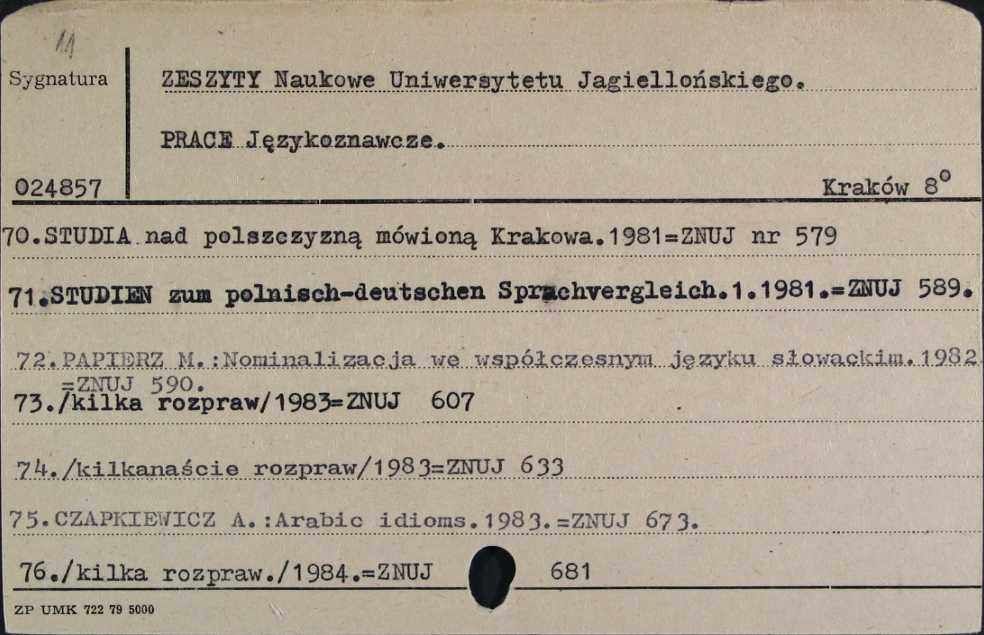 11
Sygnatura
ZESZYTY Naukowe Uniwersytetu Jagiellońskiego.
PRACE Językoznawcze.
024857
Kraków 8°
70.STUDIA nad polszczyzną mówioną Krakowa.1981=ZNUJ nr 579
71.STUDIEN zum polnisch-deutschen Sprachvergleich.1.1981.=ZNUJ 589.
72.PAPIERZ M.:Nominalizacja we współczesnym języku słowackim.1982
=ZNUJ 590.
73./kilka rozpraw/1983=ZNUJ 607
74./kilkanaście rozpraw/1983=ZNUJ 633
75.CZAPKIEWICZ A.:Arabic idioms.1983.=ZNUJ 673.
76./kilka rozpraw./1984.=ZNUJ 681
ZP UMK 722 79 5000